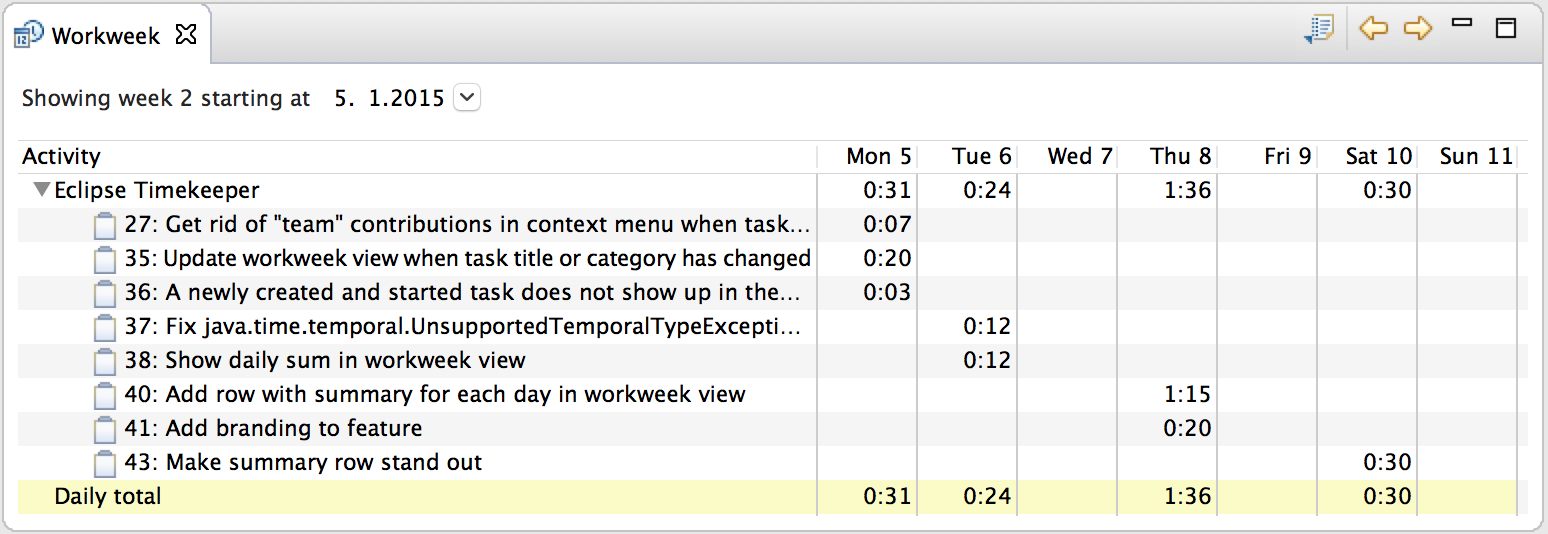 Workweek
Showing week 2 starting at 5. 1.2015
Activity Mon 5 Tue 6 Wed 7 Thu 8 Fri 9 Sat 10 Sun 11
Eclipse Timekeeper 0:31 0:24 1:36 0:30
27: Get rid of "team" contributions in context menu when task... 0:07
35: Update workweek view when task title or category has changed 0:20
36: A newly created and started task does not show up in the... 0:03
37: Fix java.time.temporal.UnsupportedTemporalTypeExcepti... 0:12
38: Show daily sum in workweek view 0:12
40: Add row with summary for each day in workweek view 1:15
41: Add branding to feature 0:20
43: Make summary row stand out 0:30
Daily total 0:31 0:24 1:36 0:30